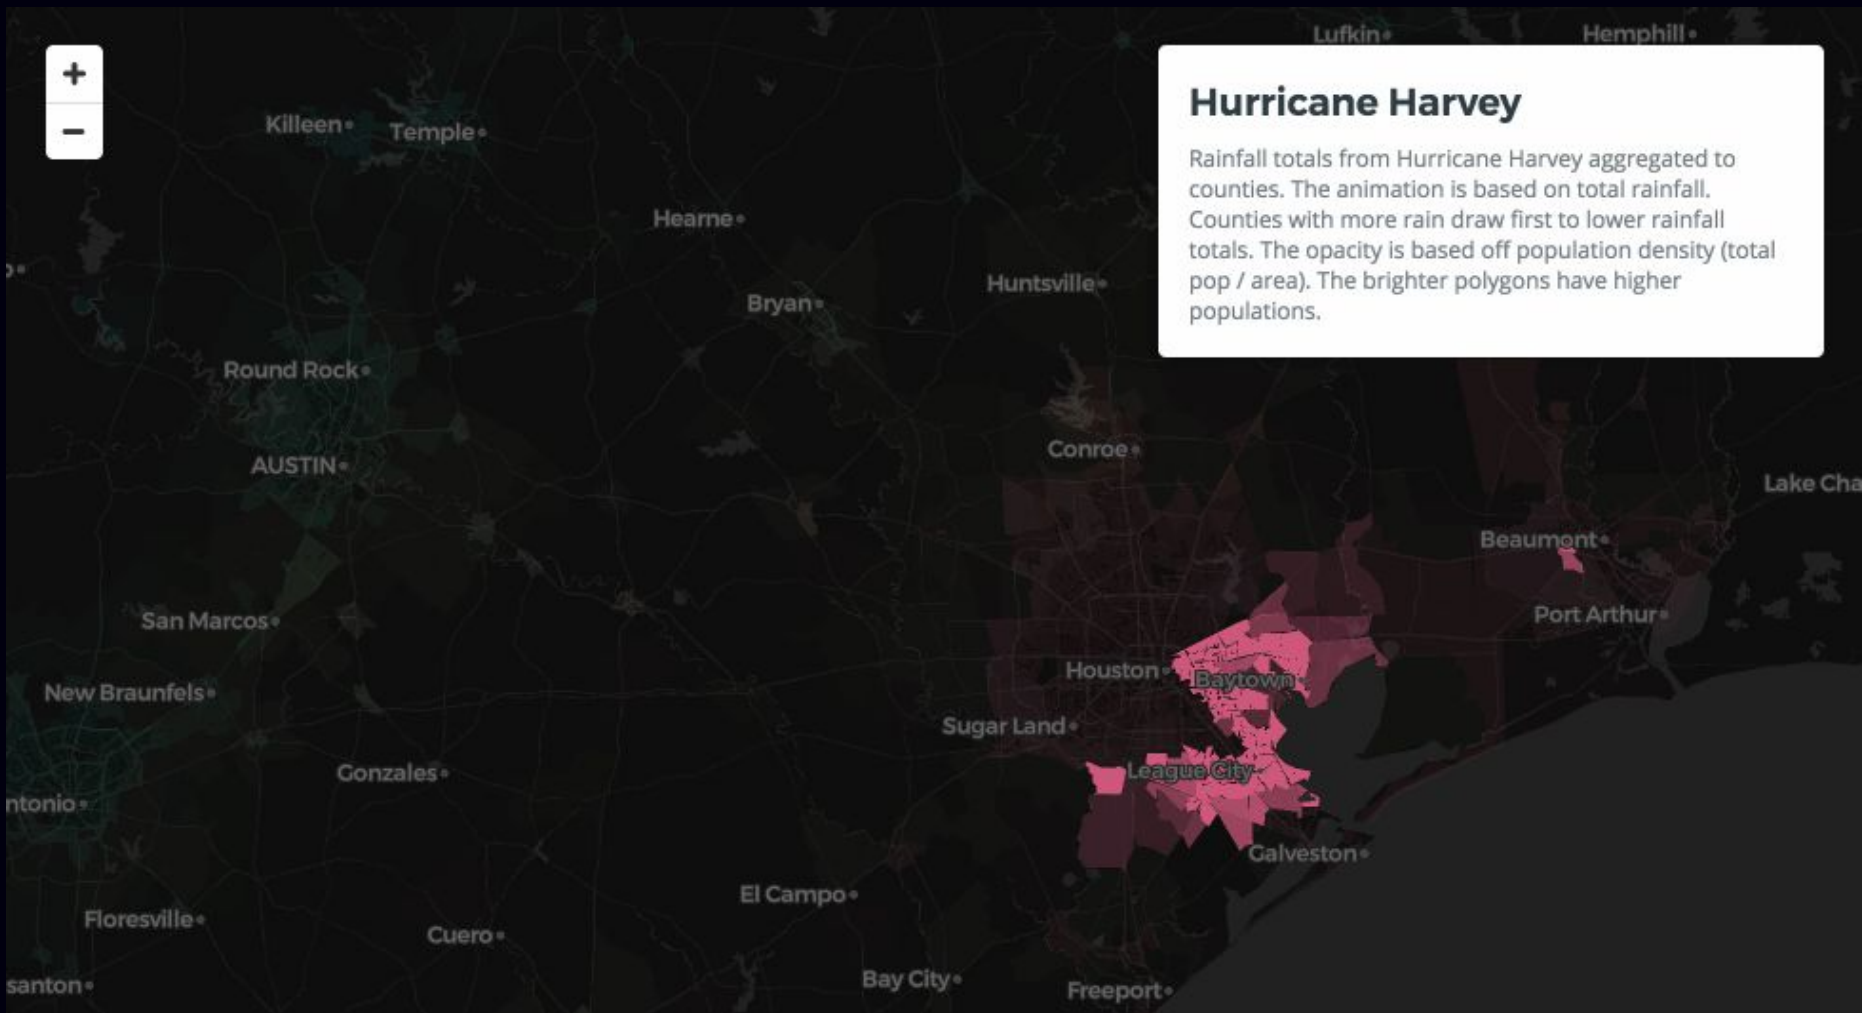 +
−
Lufkin
Hemphill
Hurricane Harvey
Rainfall totals from Hurricane Harvey aggregated to
counties. The animation is based on total rainfall.
Counties with more rain draw first to lower rainfall
totals. The opacity is based off population density (total
pop / area). The brighter polygons have higher
populations.
Killeen
Temple
Hearne
Huntsville
Bryan
Round Rock
Conroe
AUSTIN
Lake Cha
Beaumont
Port Arthur
San Marcos
Houston
Baytown
New Braunfels
Sugar Land
League City
Gonzales
ntonio
Galveston
El Campo
Floresville
Cuero
Bay City
santon
Freeport